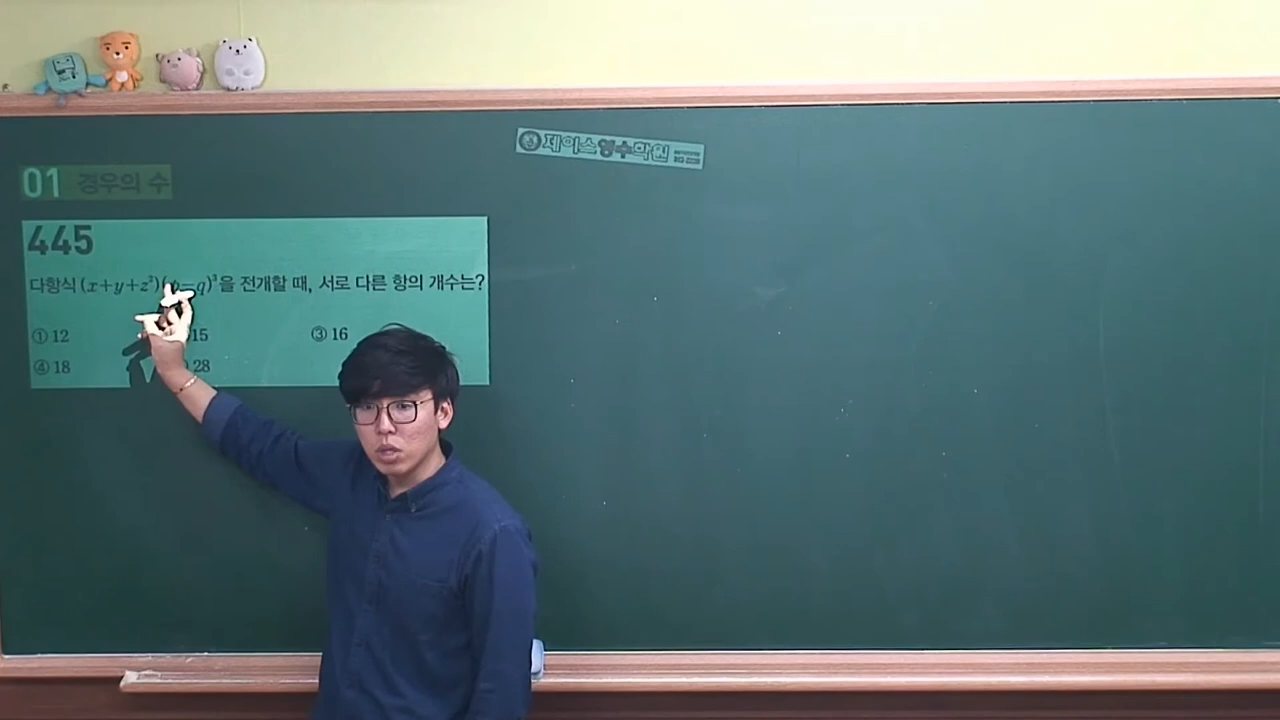 제이스영수학원
01 경우의 수
445
다항식 (x+y+z²)(p-q)³을 전개할 때, 서로 다른 항의 개수는?
① 12 15 ③ 16
④ 18 28